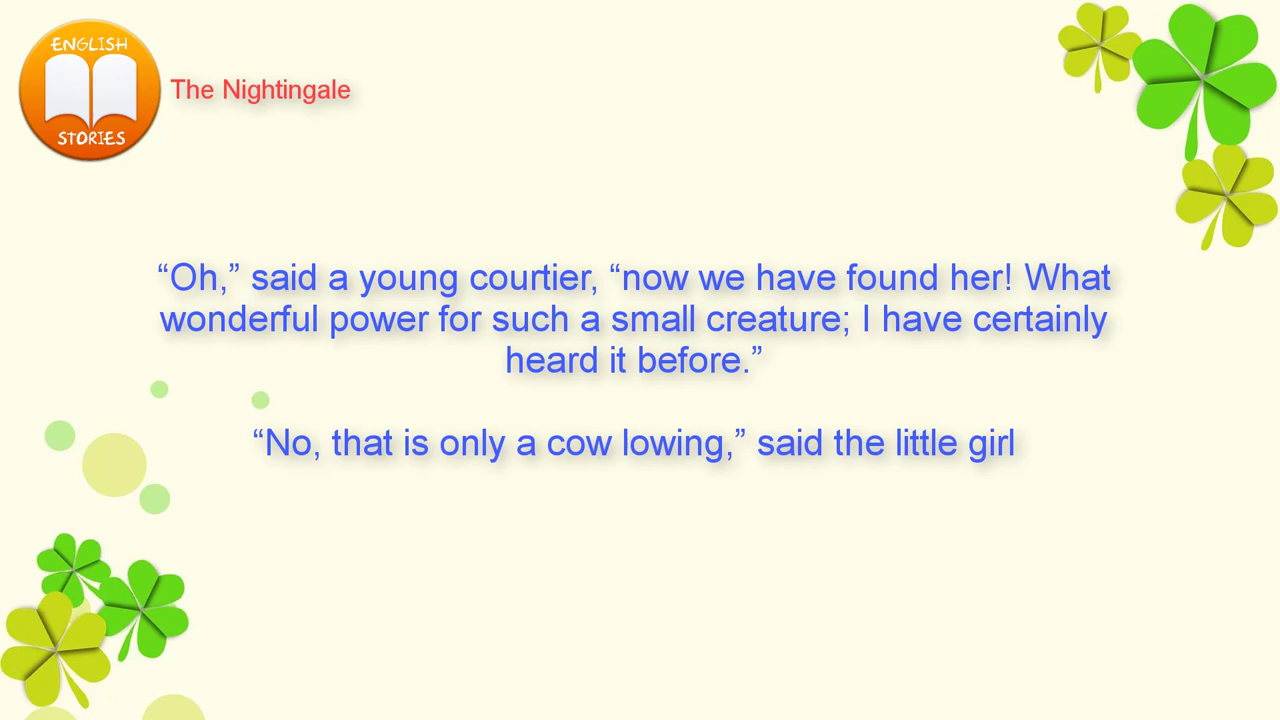 ENGLISH
STORIES
The Nightingale
“Oh,” said a young courtier, “now we have found her! What
wonderful power for such a small creature; I have certainly
heard it before.”
“No, that is only a cow lowing,” said the little girl